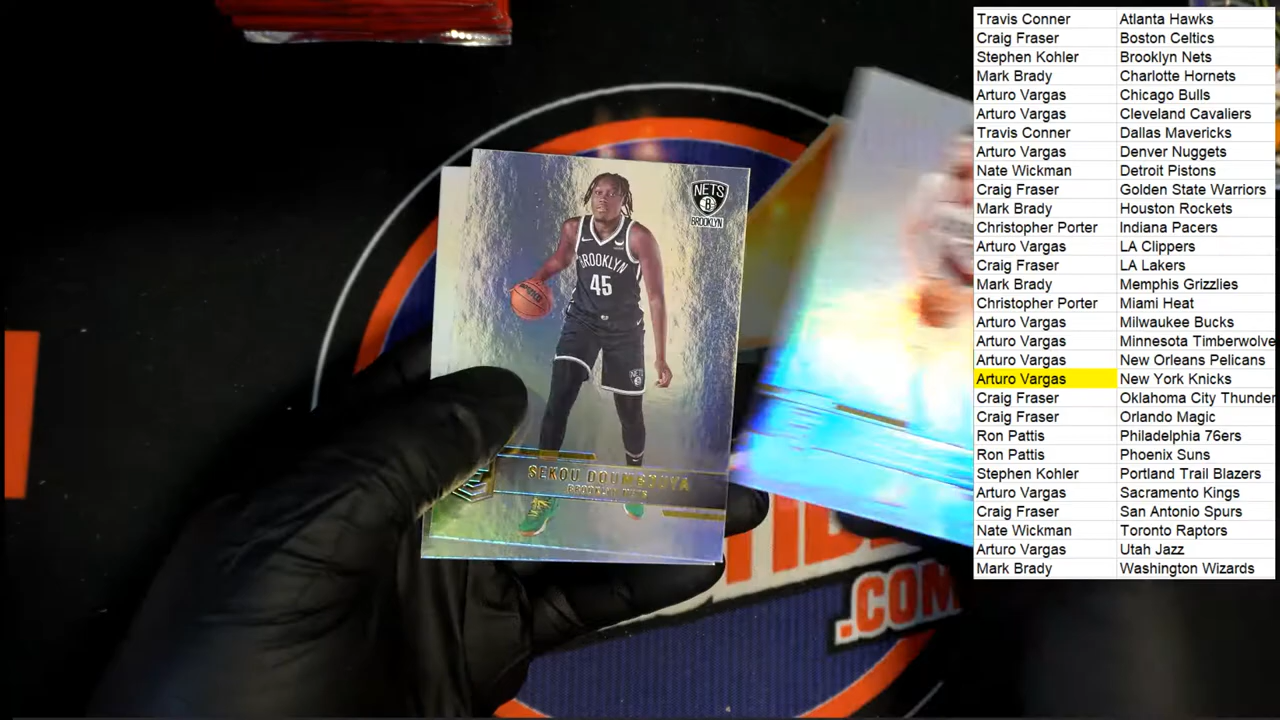 NETS
B
BROOKLYN
BROOKLYN
45
NETS
SEKOU DOUMBOUYA
BROOKLYN NETS
.COM
Travis Conner Atlanta Hawks
Craig Fraser Boston Celtics
Stephen Kohler Brooklyn Nets
Mark Brady Charlotte Hornets
Arturo Vargas Chicago Bulls
Arturo Vargas Cleveland Cavaliers
Travis Conner Dallas Mavericks
Arturo Vargas Denver Nuggets
Nate Wickman Detroit Pistons
Craig Fraser Golden State Warriors
Mark Brady Houston Rockets
Christopher Porter Indiana Pacers
Arturo Vargas LA Clippers
Craig Fraser LA Lakers
Mark Brady Memphis Grizzlies
Christopher Porter Miami Heat
Arturo Vargas Milwaukee Bucks
Arturo Vargas Minnesota Timberwolve
Arturo Vargas New Orleans Pelicans
Arturo Vargas New York Knicks
Craig Fraser Oklahoma City Thunder
Craig Fraser Orlando Magic
Ron Pattis Philadelphia 76ers
Ron Pattis Phoenix Suns
Stephen Kohler Portland Trail Blazers
Arturo Vargas Sacramento Kings
Craig Fraser San Antonio Spurs
Nate Wickman Toronto Raptors
Arturo Vargas Utah Jazz
Mark Brady Washington Wizards